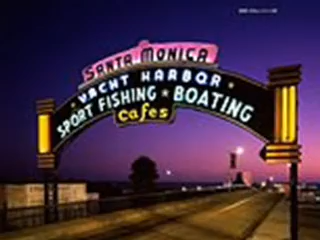 SANTA MONICA
YACHT HARBOR
SPORT FISHING BOATING
Cafes